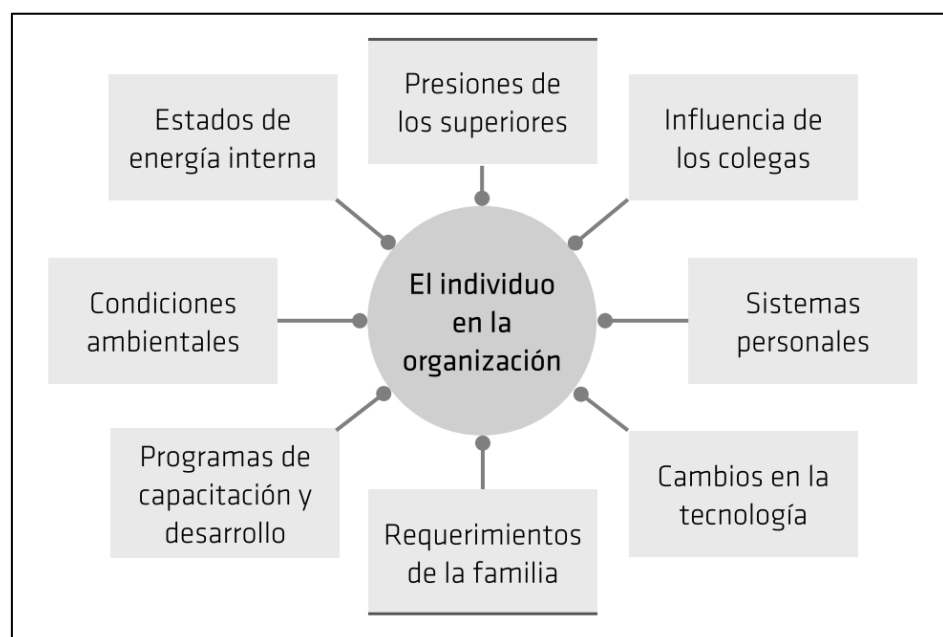 Presiones de
los superiores
Estados de
energía interna
Influencia de
los colegas
Condiciones
ambientales
El individuo
en la
organización
Sistemas
personales
Programas de
capacitación y
desarrollo
Requerimientos
de la familia
Cambios en la
tecnología